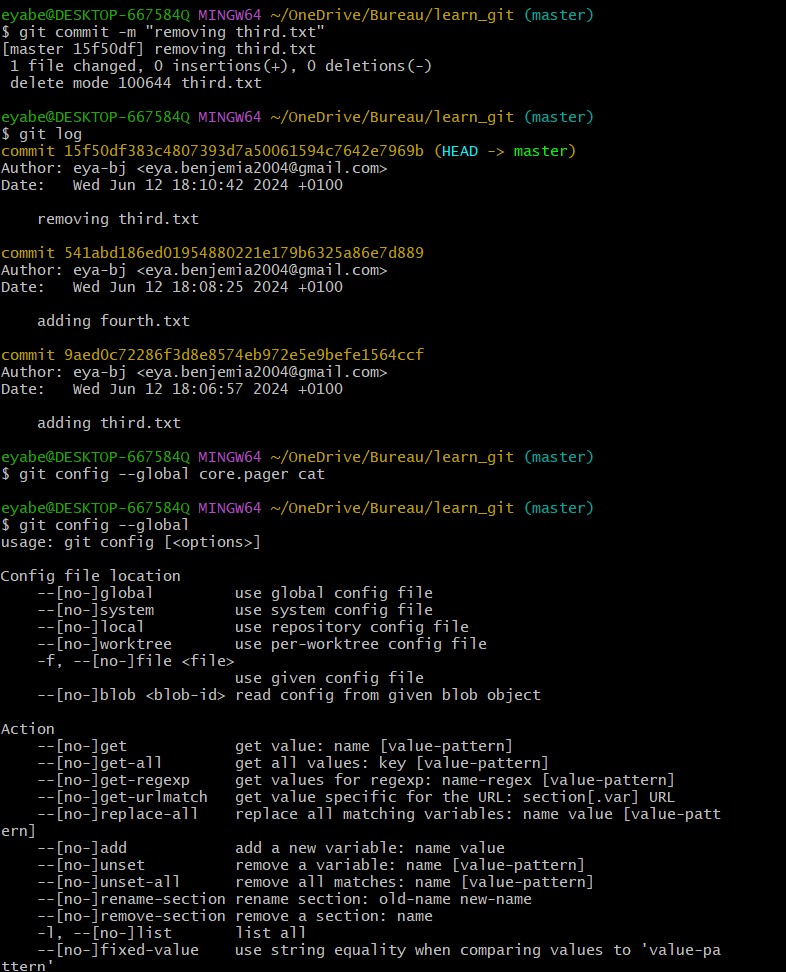 eyabe@DESKTOP-667584Q MINGW64 ~/OneDrive/Bureau/learn_git (master)
$ git commit -m "removing third.txt"
[master 15f50df] removing third.txt
 1 file changed, 0 insertions(+), 0 deletions(-)
 delete mode 100644 third.txt

eyabe@DESKTOP-667584Q MINGW64 ~/OneDrive/Bureau/learn_git (master)
$ git log
commit 15f50df383c4807393d7a50061594c7642e7969b (HEAD -> master)
Author: eya-bj <eya.benjemia2004@gmail.com>
Date:   Wed Jun 12 18:10:42 2024 +0100

    removing third.txt

commit 541abd186ed01954880221e179b6325a86e7d889
Author: eya-bj <eya.benjemia2004@gmail.com>
Date:   Wed Jun 12 18:08:25 2024 +0100

    adding fourth.txt

commit 9aed0c72286f3d8e8574eb972e5e9befe1564ccf
Author: eya-bj <eya.benjemia2004@gmail.com>
Date:   Wed Jun 12 18:06:57 2024 +0100

    adding third.txt

eyabe@DESKTOP-667584Q MINGW64 ~/OneDrive/Bureau/learn_git (master)
$ git config --global core.pager cat

eyabe@DESKTOP-667584Q MINGW64 ~/OneDrive/Bureau/learn_git (master)
$ git config --global
usage: git config [<options>]

Config file location
    --[no-]global         use global config file
    --[no-]system         use system config file
    --[no-]local          use repository config file
    --[no-]worktree       use per-worktree config file
    -f, --[no-]file <file>
                          use given config file
    --[no-]blob <blob-id> read config from given blob object

Action
    --[no-]get            get value: name [value-pattern]
    --[no-]get-all        get all values: key [value-pattern]
    --[no-]get-regexp     get values for regexp: name-regex [value-pattern]
    --[no-]get-urlmatch   get value specific for the URL: section[.var] URL
    --[no-]replace-all    replace all matching variables: name value [value-patt
ern]
    --[no-]add            add a new variable: name value
    --[no-]unset          remove a variable: name [value-pattern]
    --[no-]unset-all      remove all matches: name [value-pattern]
    --[no-]rename-section rename section: old-name new-name
    --[no-]remove-section remove a section: name
    -l, --[no-]list       list all
    --[no-]fixed-value    use string equality when comparing values to 'value-pa
ttern'